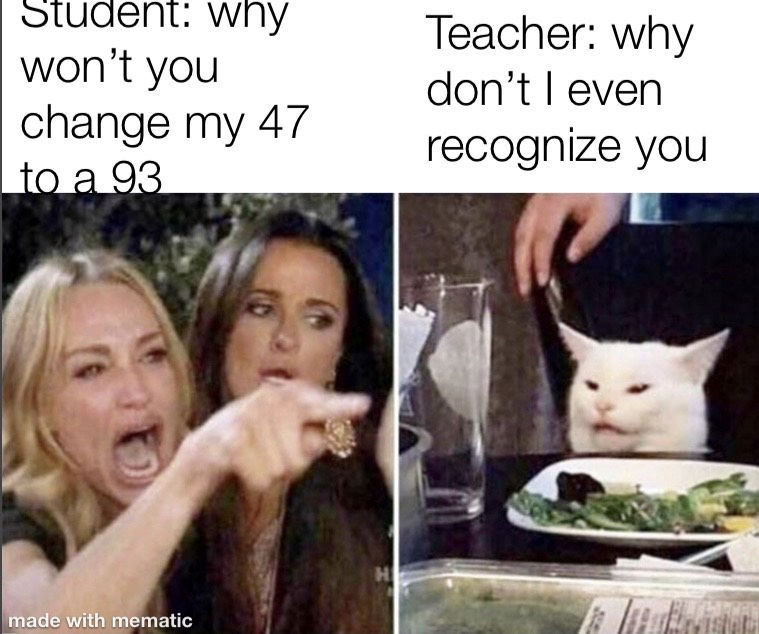 Student: why
won't you
change my 47
to a 93
Teacher: why
don't I even
recognize you
made with mematic